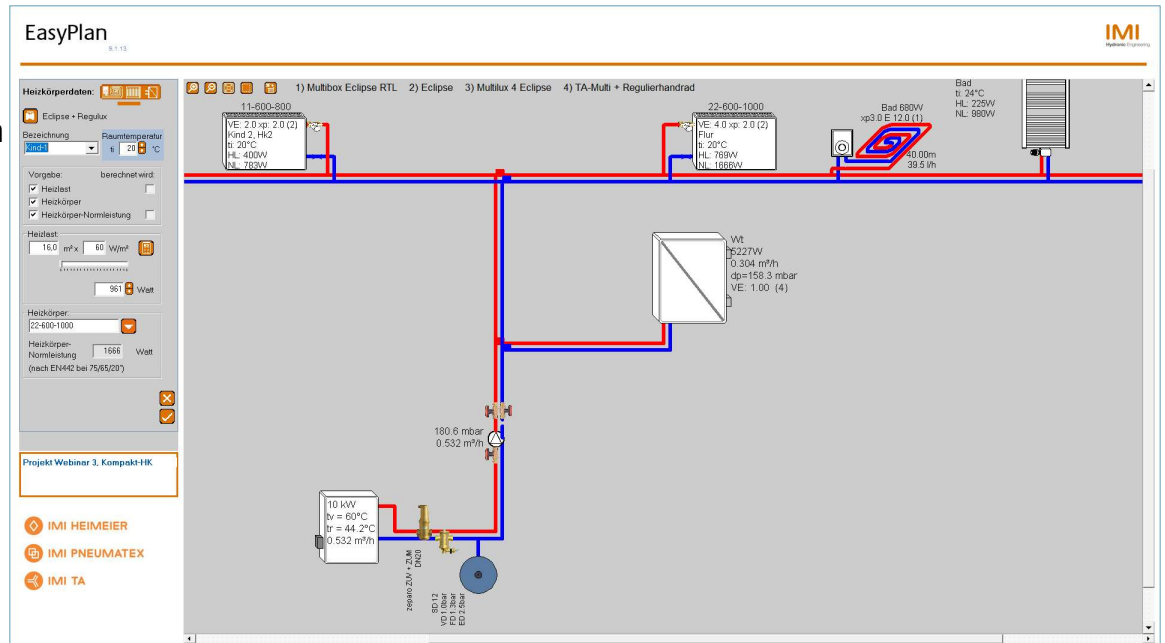 EasyPlan
9.1.13
IMI
Hydronic Engineering
Heizkörperdaten:
Eclipse + Regulux
Bezeichnung
Raumtemperatur
Kind-1
ti 20 °C
Vorgabe: berechnet wird:
Heizlast
Heizkörper
Heizkörper-Normleistung
Heizlast:
16,0 m² x 60 W/m²
961 Watt
Heizkörper:
22-600-1000
Heizkörper-
Normleistung 1666 Watt
(nach EN442 bei 75/65/20°)
Projekt Webinar 3, Kompakt-HK
IMI HEIMEIER
IMI PNEUMATEX
IMI TA
1) Multibox Eclipse RTL 2) Eclipse 3) Multilux 4 Eclipse 4) TA-Multi + Regulierhandrad
11-600-800
VE: 2.0 xp: 2.0 (2)
Kind 2, Hk2
ti: 20°C
HL: 400W
NL: 783W
22-600-1000
VE: 4.0 xp: 2.0 (2)
Flur
ti: 20°C
HL: 769W
NL: 1666W
Bad 680W
xp3.0 E 12.0 (1)
40.00m
39.5 l/h
Bad
ti: 24°C
HL: 225W
NL: 980W
Wt
5227W
0.304 m³/h
dp=158.3 mbar
VE: 1.00 (4)
180.6 mbar
0.532 m³/h
10 kW
tv = 60°C
tr = 44.2°C
0.532 m³/h
zeparo ZUV + ZUM
DN20
SD 12
VD 1.0bar
FD 1.3bar
ED 2.5bar